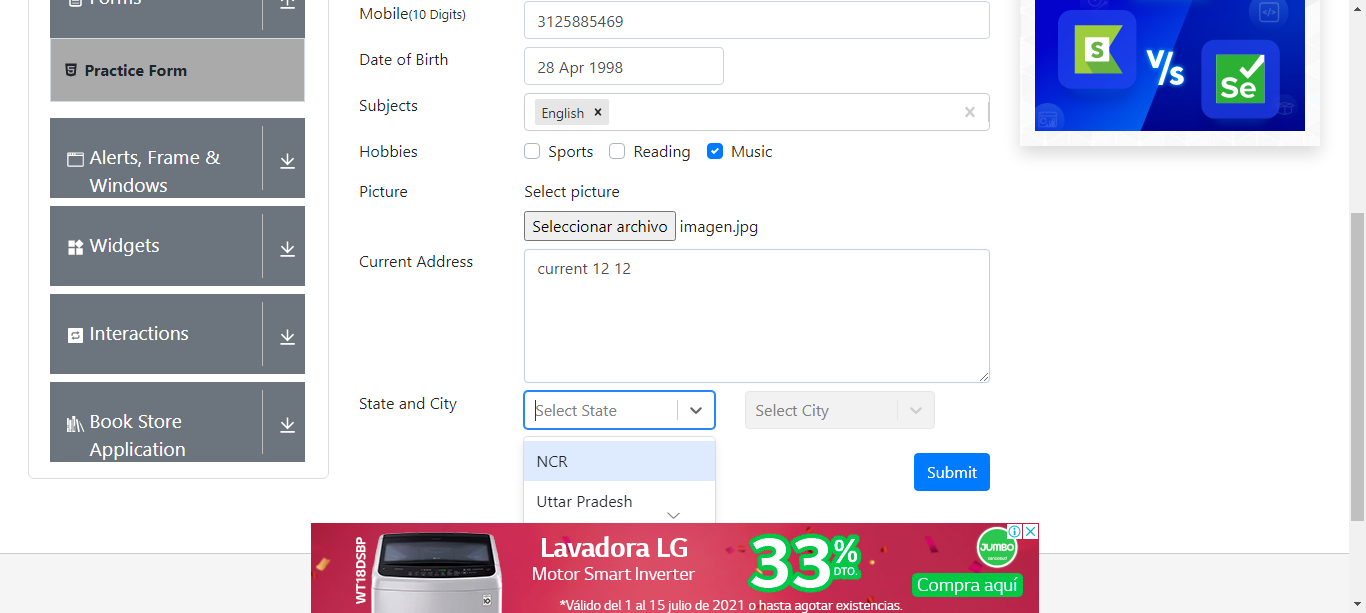 Forms
Practice Form
Alerts, Frame &
Windows
Widgets
Interactions
Book Store
Application
Mobile(10 Digits)
3125885469
Date of Birth
28 Apr 1998
Subjects
English
Hobbies
Sports Reading Music
Picture
Select picture
Seleccionar archivo imagen.jpg
Current Address
current 12 12
State and City
Select State
Select City
NCR
Uttar Pradesh
Submit
S
V/s
Se
WT18DSBP
Lavadora LG
Motor Smart Inverter
33% DTO.
JUMBO
Compra aquí
*Válido del 1 al 15 julio de 2021 o hasta agotar existencias.